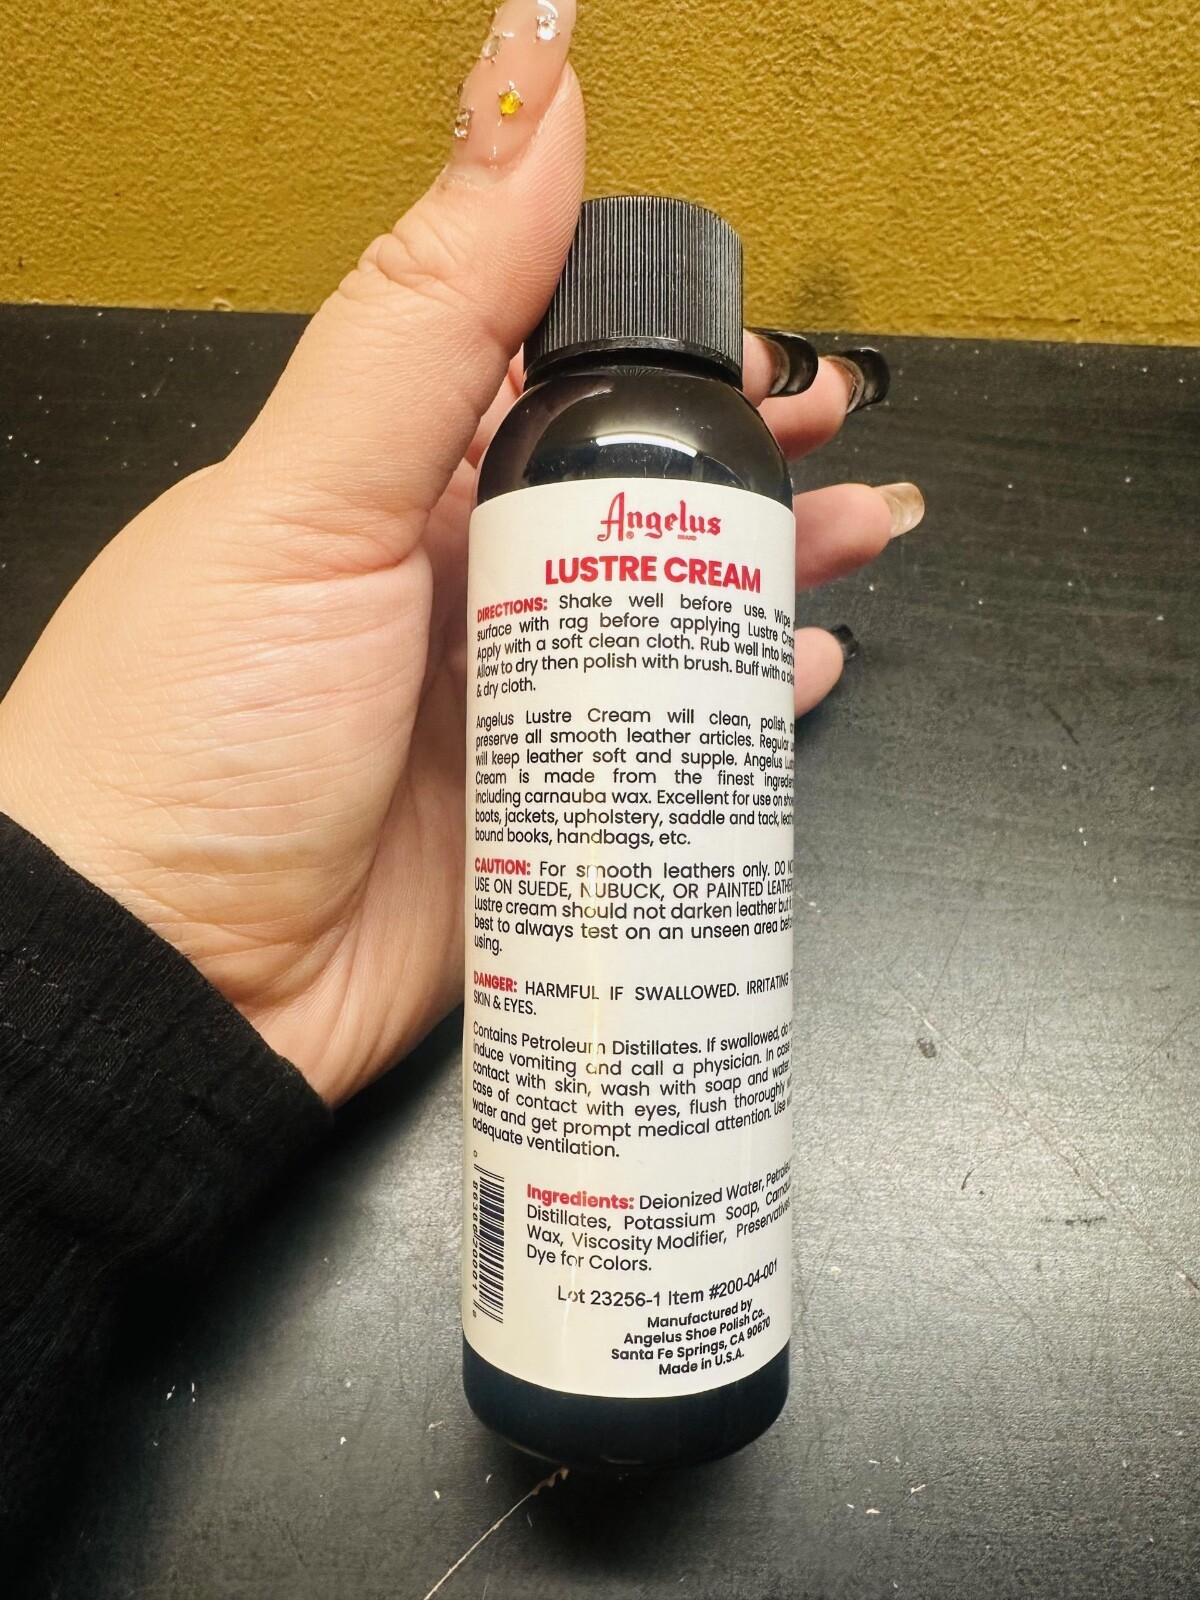 Angelus
BRAND
LUSTRE CREAM
DIRECTIONS: Shake well before use. Wipe
surface with rag before applying Lustre
Apply with a soft clean cloth. Rub well into
Allow to dry then polish with brush. Buff with a
& dry cloth.
Angelus Lustre Cream will clean, polish,
preserve all smooth leather articles. Regular
will keep leather soft and supple. Angelus
Cream is made from the finest
including carnauba wax. Excellent for use on
boots, jackets, upholstery, saddle and tack,
bound books, handbags, etc.
CAUTION: For smooth leathers only. DO
USE ON SUEDE, NUBUCK, OR PAINTED
Lustre cream should not darken leather but
best to always test on an unseen area
using.
DANGER: HARMFUL IF SWALLOWED. IRRITATING
SKIN & EYES.
Contains Petroleum Distillates. If swallowed, do
induce vomiting and call a physician. In case
contact with skin, wash with soap and water.
case of contact with eyes, flush thoroughly
water and get prompt medical attention. Use
adequate ventilation.
Ingredients: Deionized Water,
Distillates, Potassium Soap,
Wax, Viscosity Modifier, Preservatives,
Dye for Colors.
Lot 23256-1 Item #200-04-001
Manufactured by
Angelus Shoe Polish Co.
Santa Fe Springs, CA 90670
Made in U.S.A.